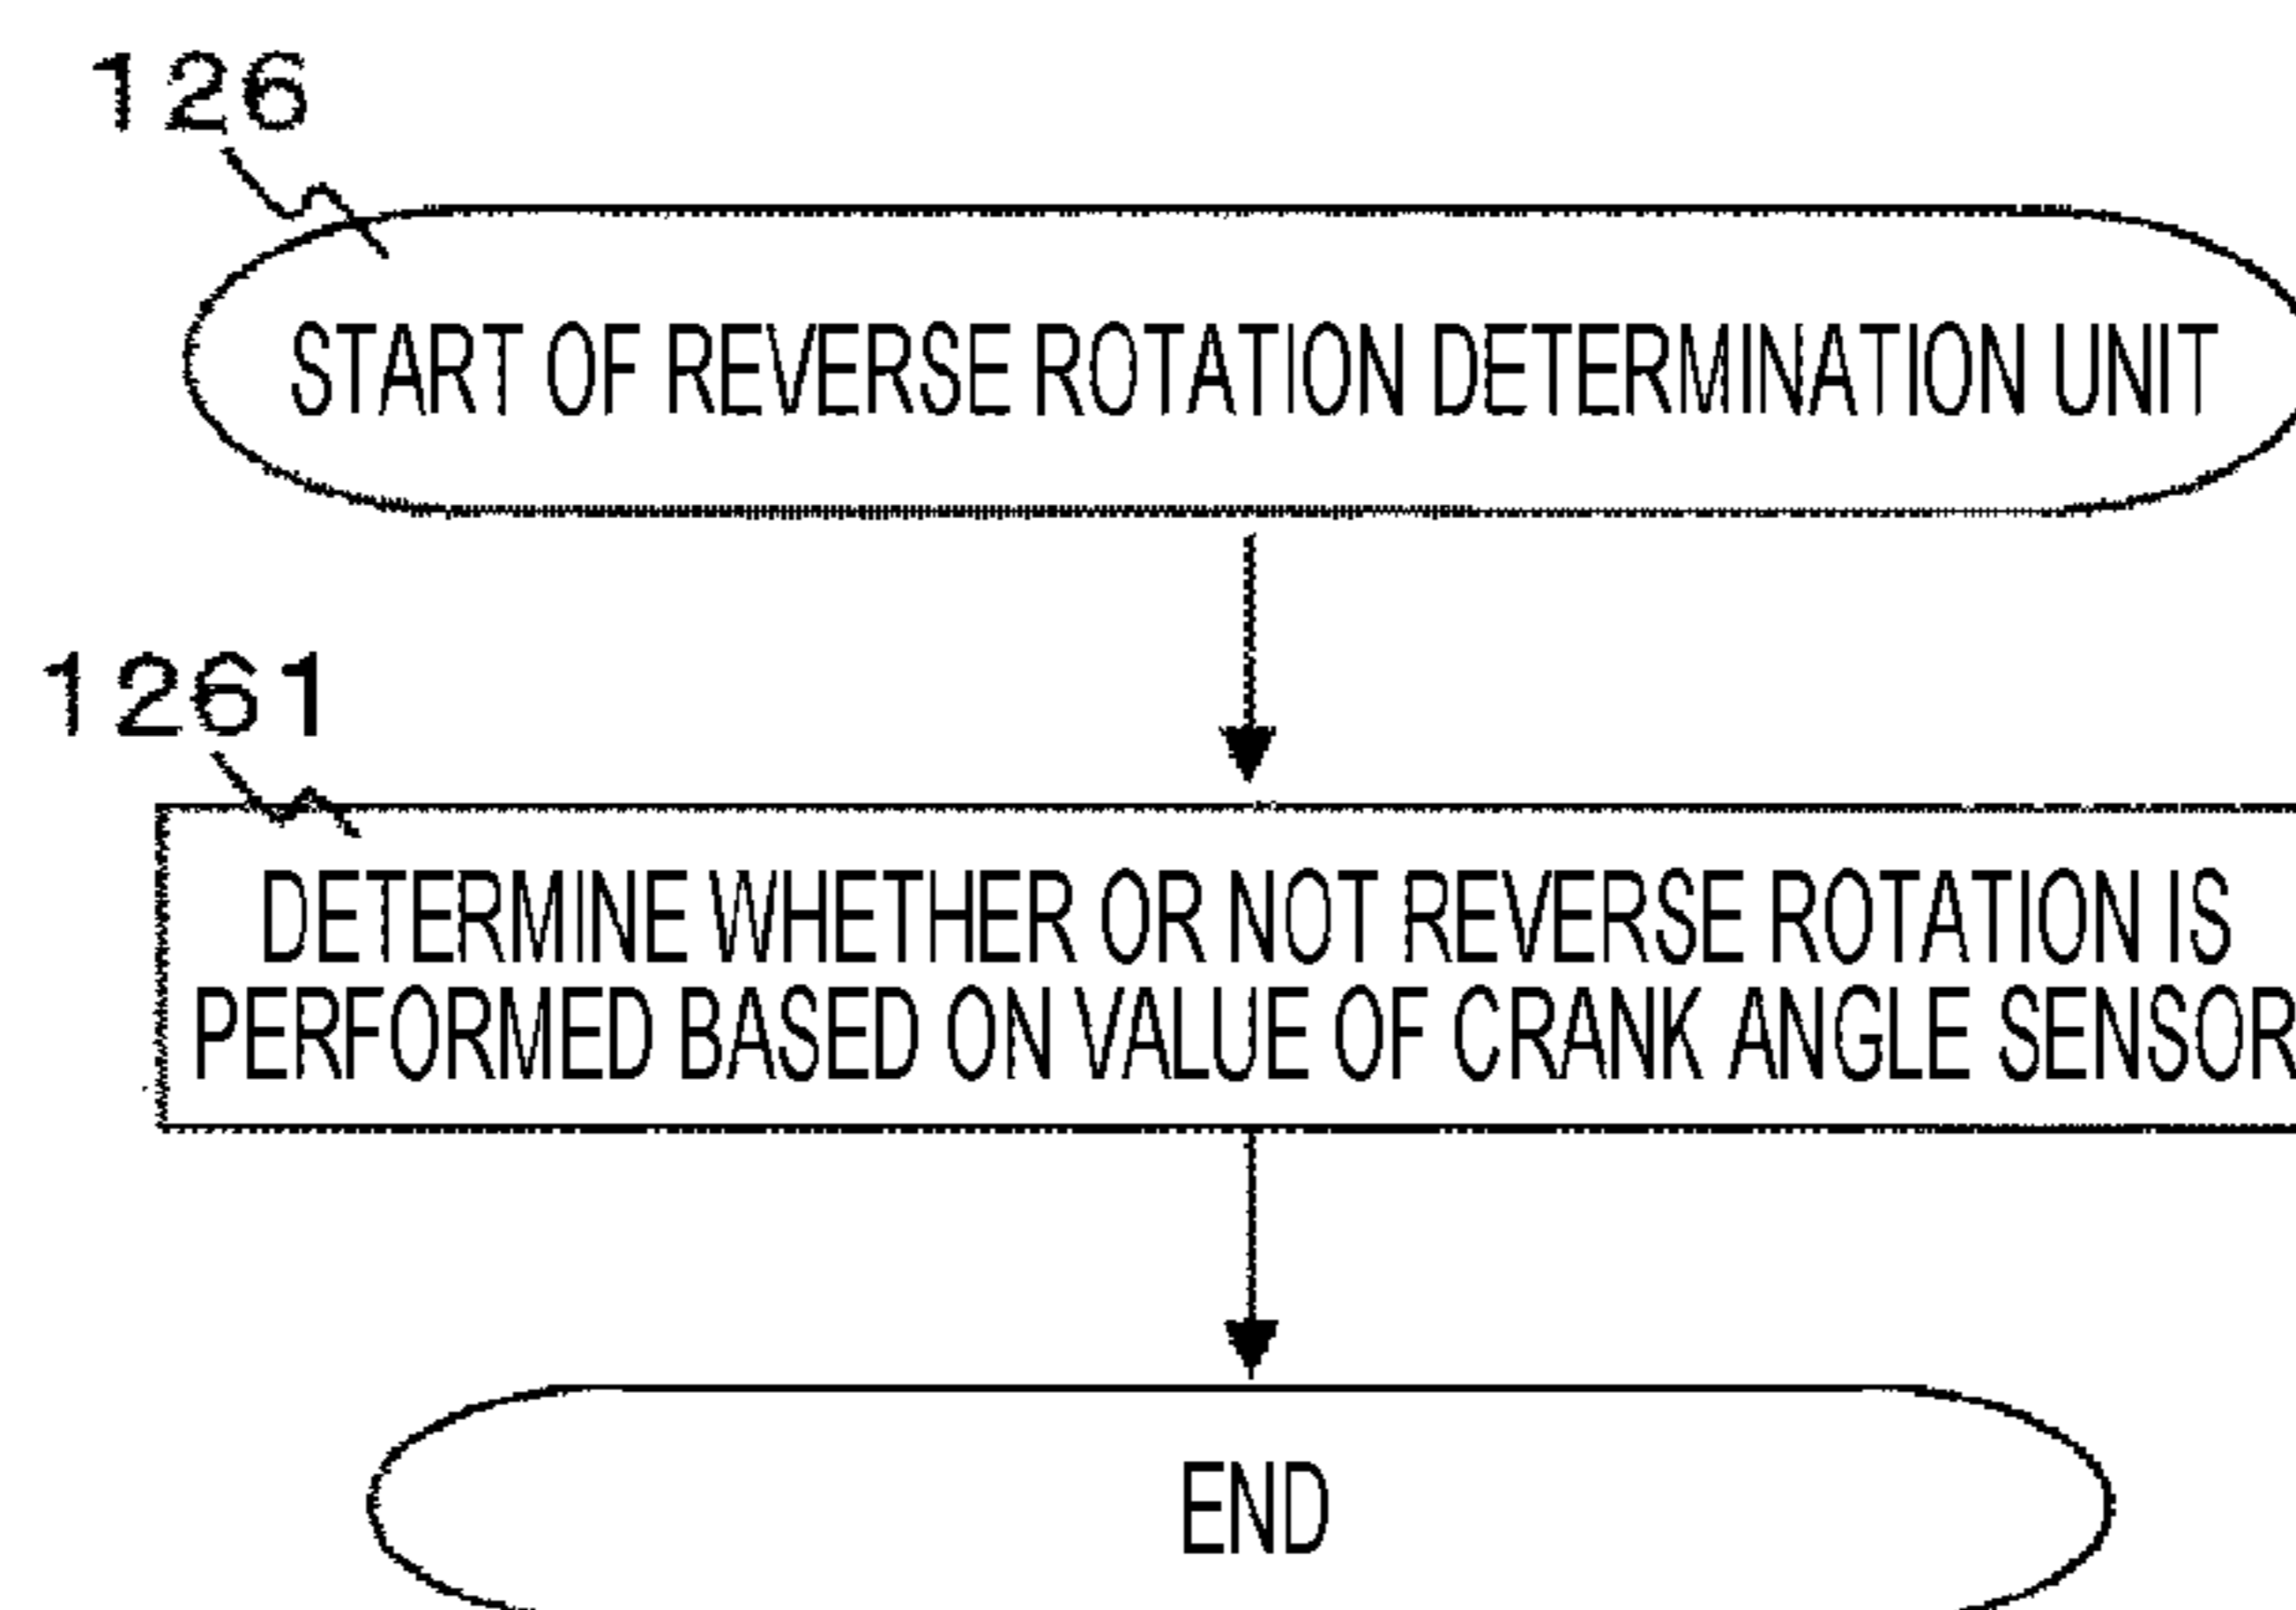 126
START OF REVERSE ROTATION DETERMINATION UNIT
1261
DETERMINE WHETHER OR NOT REVERSE ROTATION IS
PERFORMED BASED ON VALUE OF CRANK ANGLE SENSOR
END